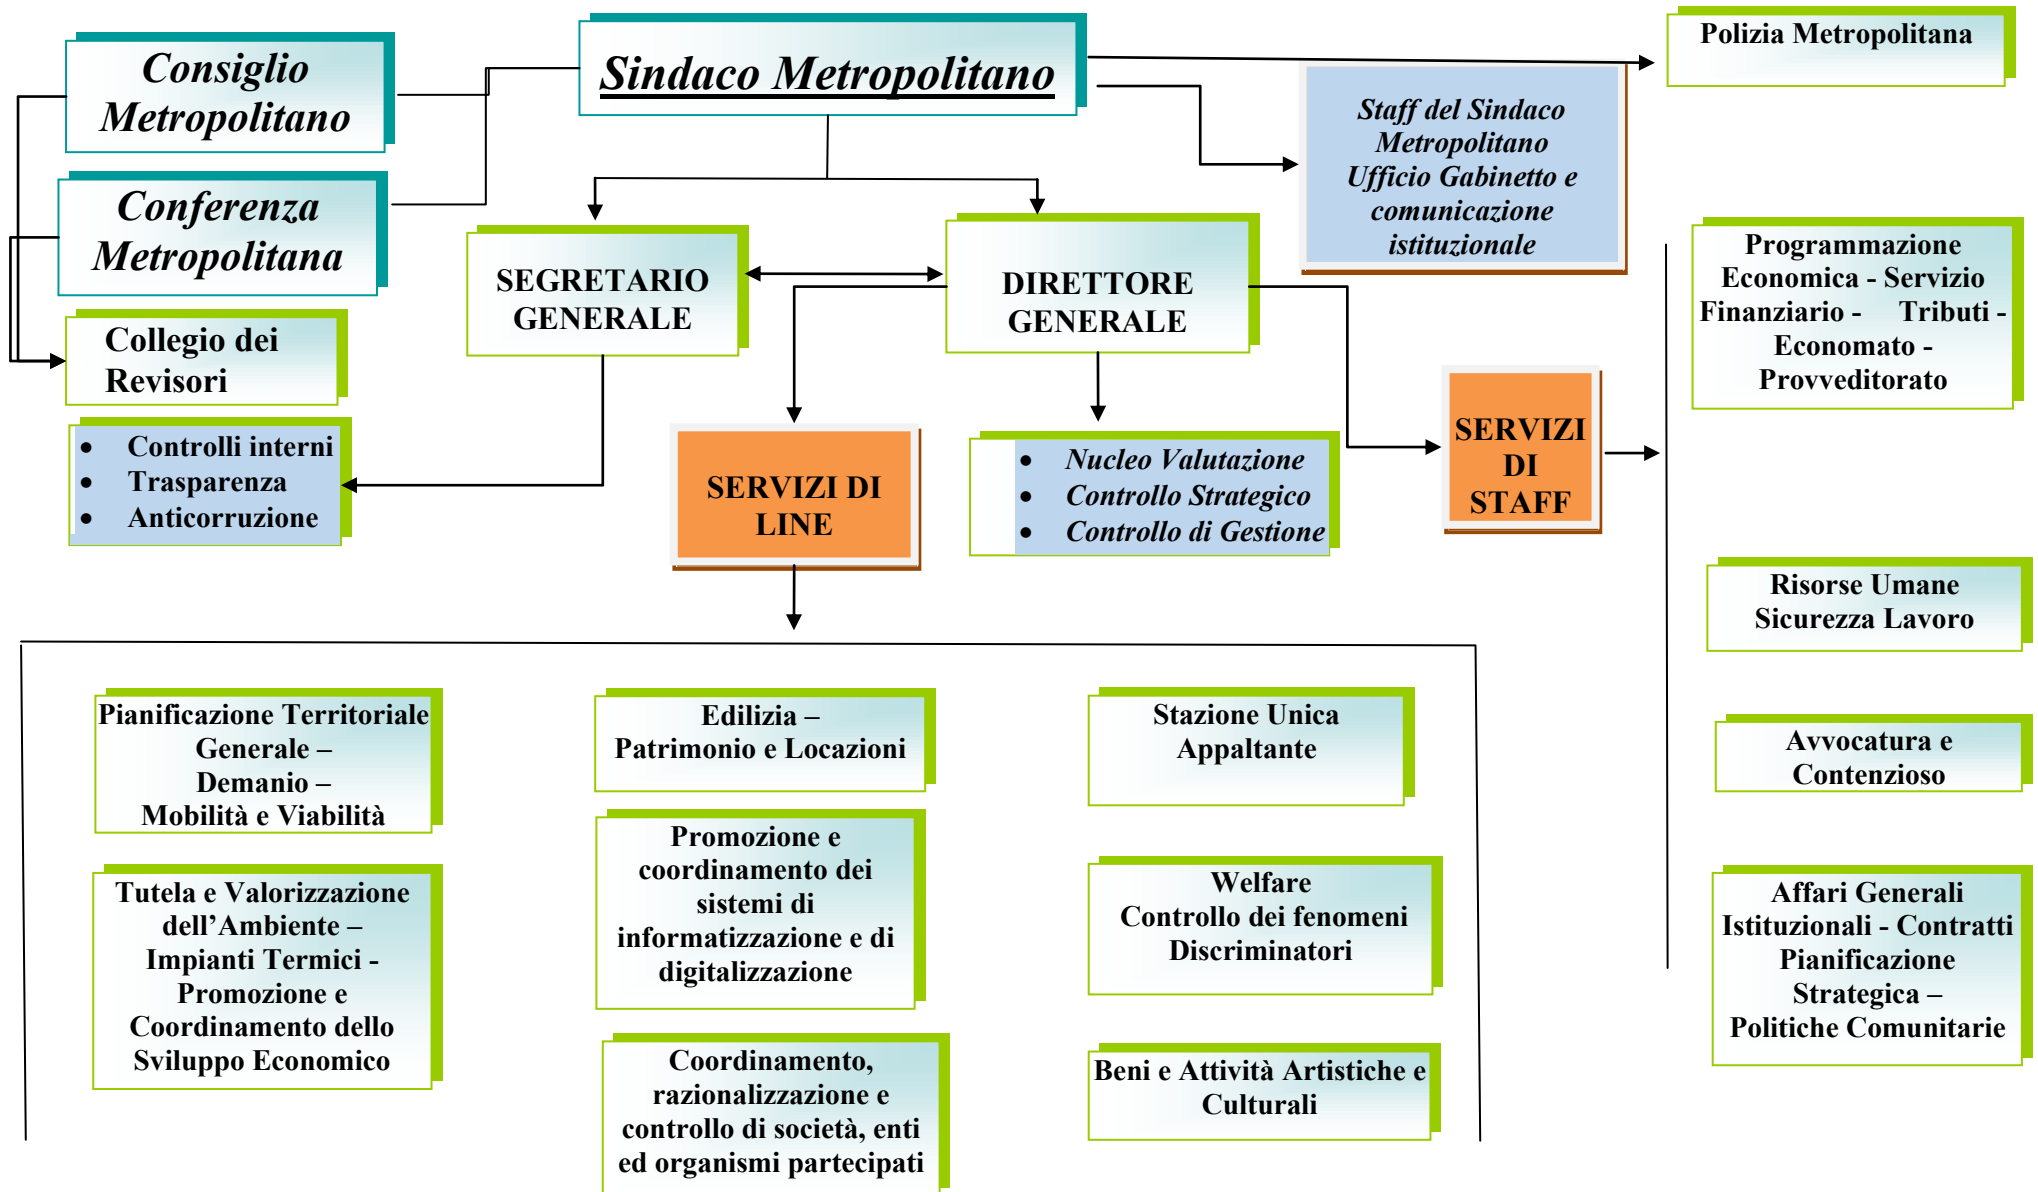 Consiglio
Metropolitano
Sindaco Metropolitano
Polizia Metropolitana
Staff del Sindaco
Metropolitano
Ufficio Gabinetto e
comunicazione
istituzionale
Conferenza
Metropolitana
SEGRETARIO
GENERALE
DIRETTORE
GENERALE
Programmazione
Economica - Servizio
Finanziario - Tributi -
Economato -
Provveditorato
Collegio dei
Revisori
• Controlli interni
• Trasparenza
• Anticorruzione
SERVIZI DI
LINE
• Nucleo Valutazione
• Controllo Strategico
• Controllo di Gestione
SERVIZI
DI
STAFF
Risorse Umane
Sicurezza Lavoro
Avvocatura e
Contenzioso
Affari Generali
Istituzionali - Contratti
Pianificazione
Strategica –
Politiche Comunitarie
Pianificazione Territoriale
Generale –
Demanio –
Mobilità e Viabilità
Tutela e Valorizzazione
dell’Ambiente –
Impianti Termici -
Promozione e
Coordinamento dello
Sviluppo Economico
Edilizia –
Patrimonio e Locazioni
Promozione e
coordinamento dei
sistemi di
informatizzazione e di
digitalizzazione
Coordinamento,
razionalizzazione e
controllo di società, enti
ed organismi partecipati
Stazione Unica
Appaltante
Welfare
Controllo dei fenomeni
Discriminatori
Beni e Attività Artistiche e
Culturali